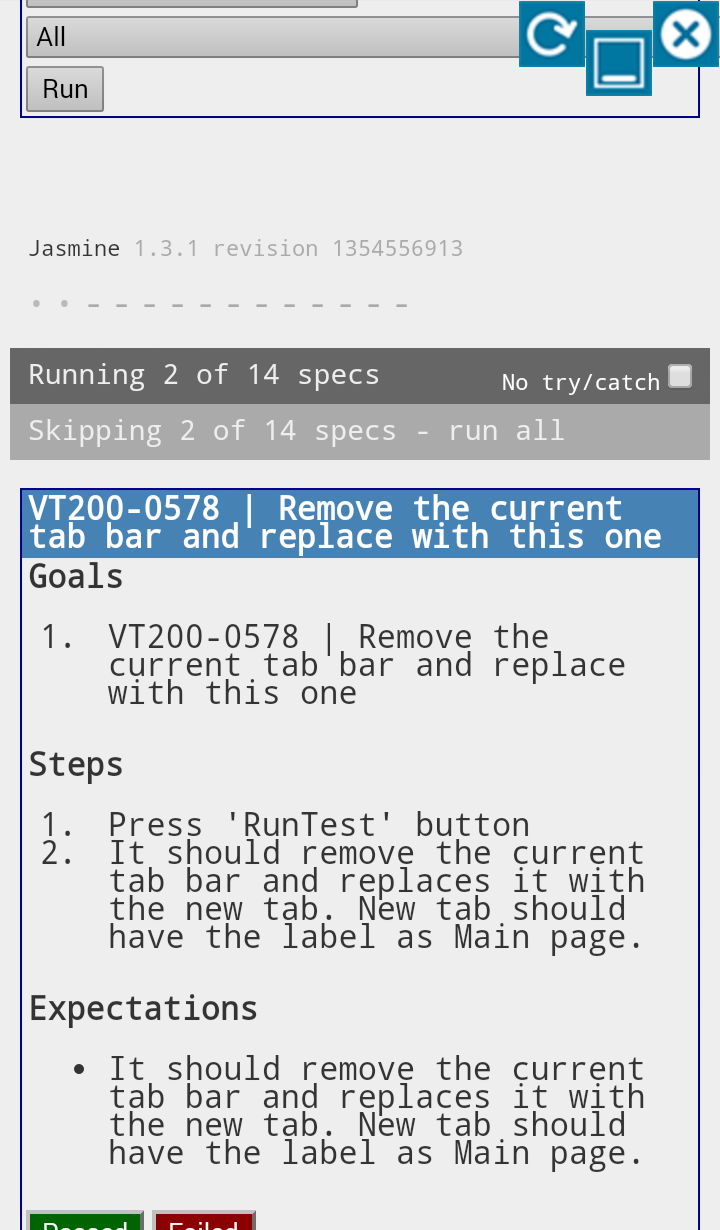 All
Run
Jasmine 1.3.1 revision 1354556913
• • - - - - - - - - - - - -
Running 2 of 14 specs No try/catch
Skipping 2 of 14 specs - run all
VT200-0578 | Remove the current
tab bar and replace with this one
Goals
1. VT200-0578 | Remove the
current tab bar and replace
with this one
Steps
1. Press 'RunTest' button
2. It should remove the current
tab bar and replaces it with
the new tab. New tab should
have the label as Main page.
Expectations
• It should remove the current
tab bar and replaces it with
the new tab. New tab should
have the label as Main page.
Passed Failed